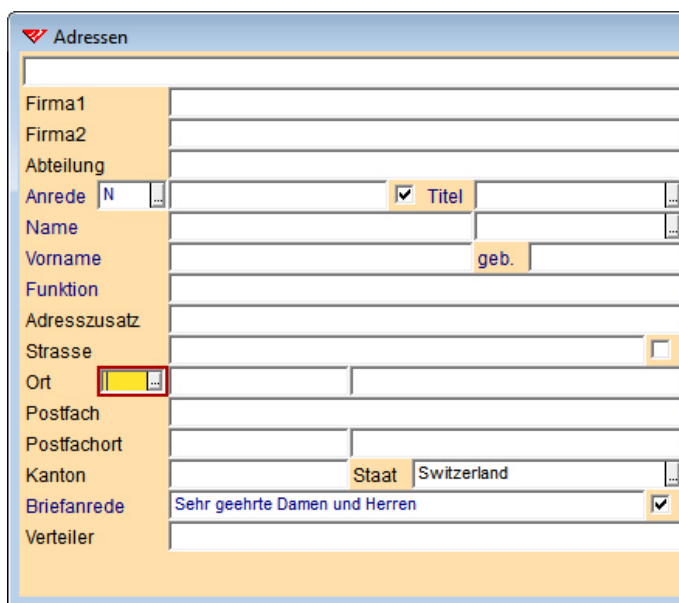 Adressen
Firma1
Firma2
Abteilung
Anrede N ... Titel ...
Name ...
Vorname geb.
Funktion
Adresszusatz
Strasse
Ort ...
Postfach
Postfachort
Kanton Staat Switzerland ...
Briefanrede Sehr geehrte Damen und Herren
Verteiler